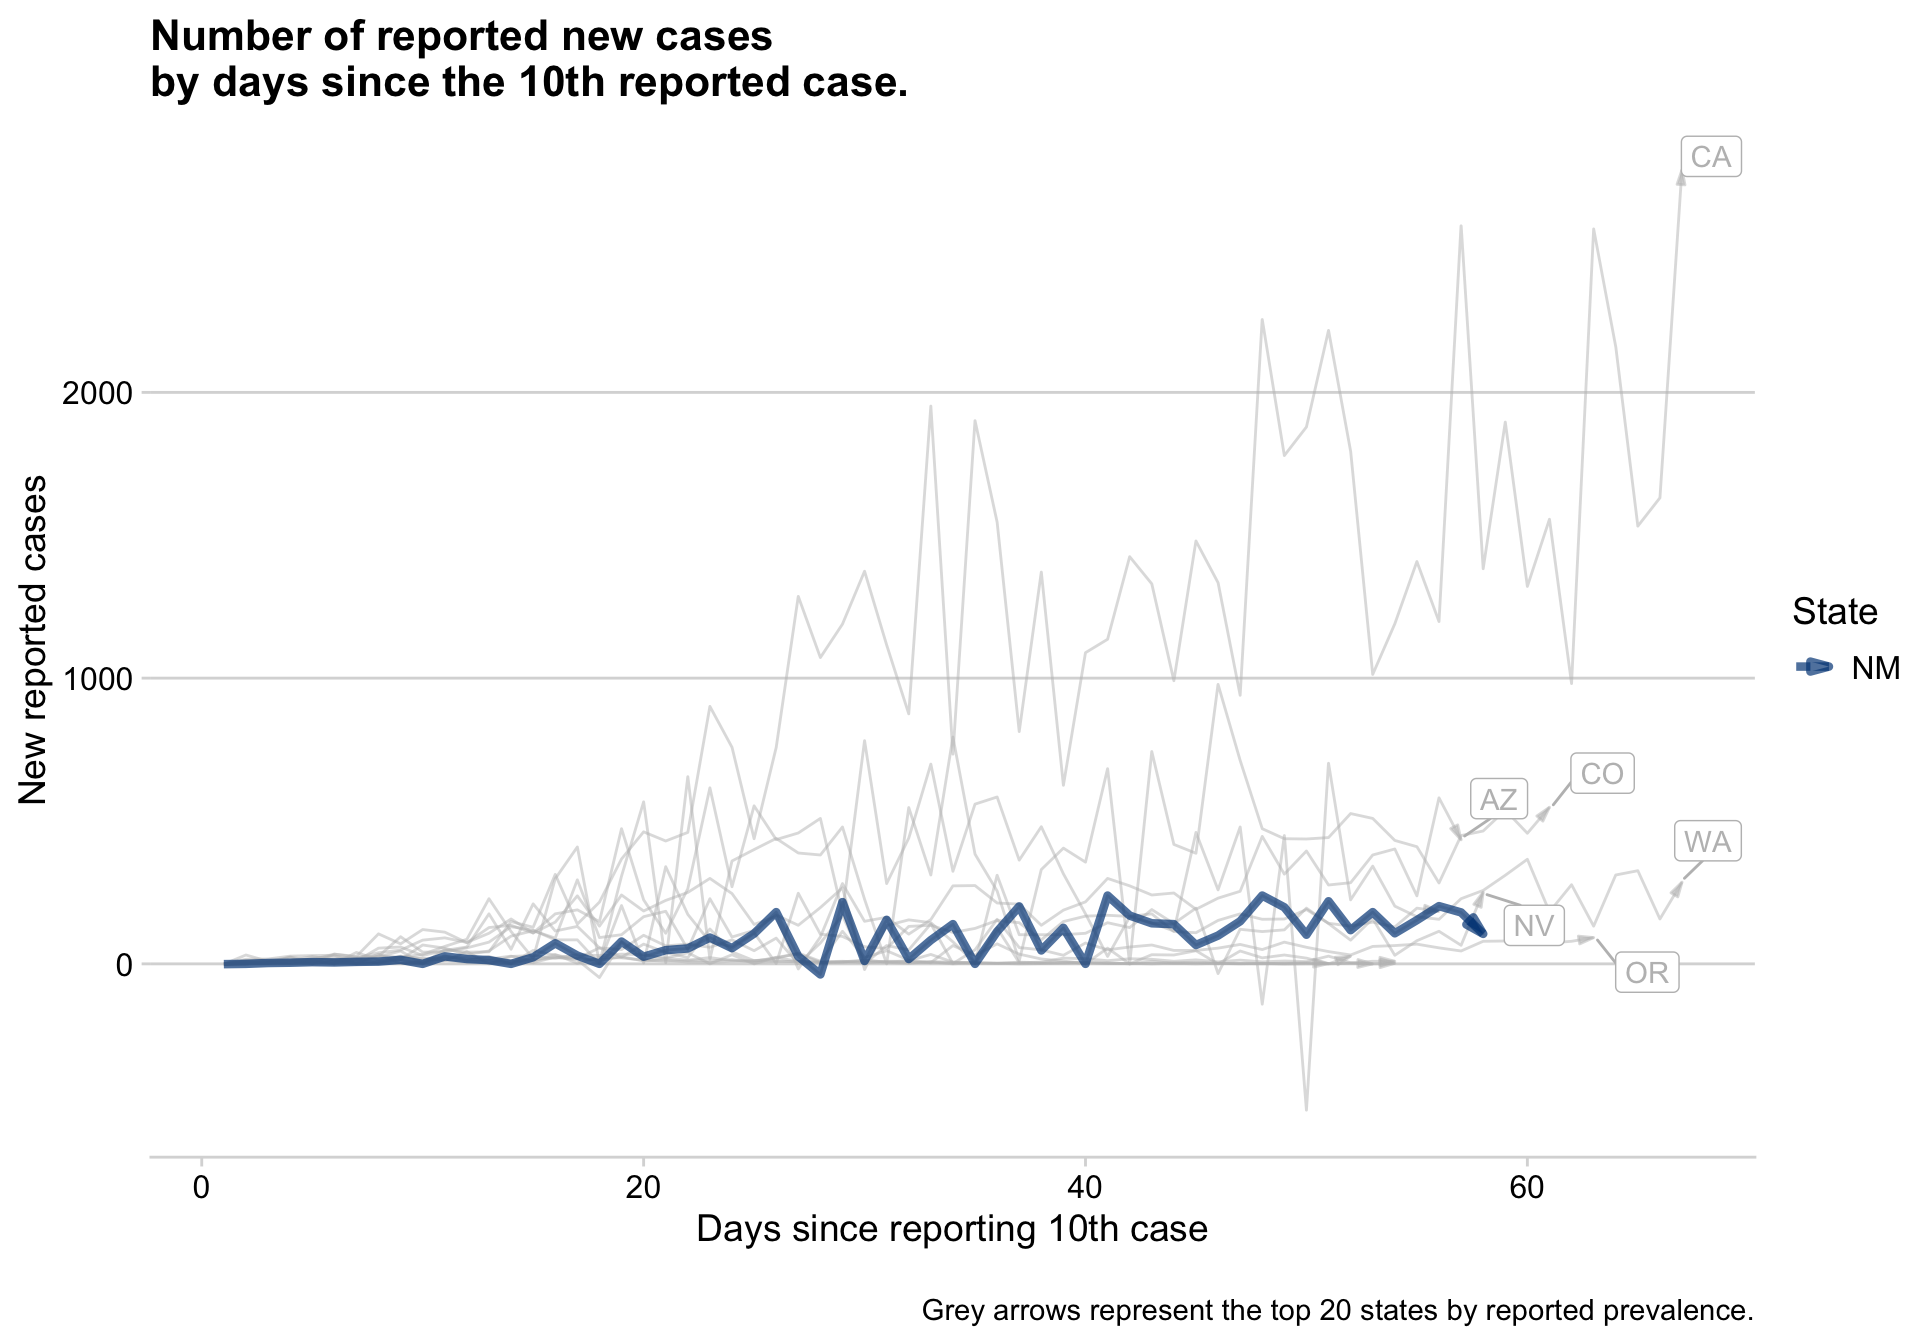 Number of reported new cases
by days since the 10th reported case.
CA
2000
New reported cases
State
NM
1000
CO
AZ
WA
NV
0
OR
0 20 40 60
Days since reporting 10th case
Grey arrows represent the top 20 states by reported prevalence.